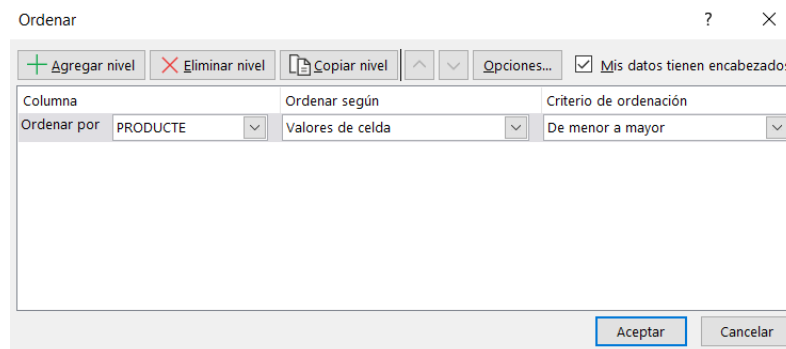 Ordenar ?
Agregar nivel Eliminar nivel Copiar nivel Opciones... Mis datos tienen encabezados
Columna Ordenar según Criterio de ordenación
Ordenar por PRODUCTE Valores de celda De menor a mayor
Aceptar Cancelar